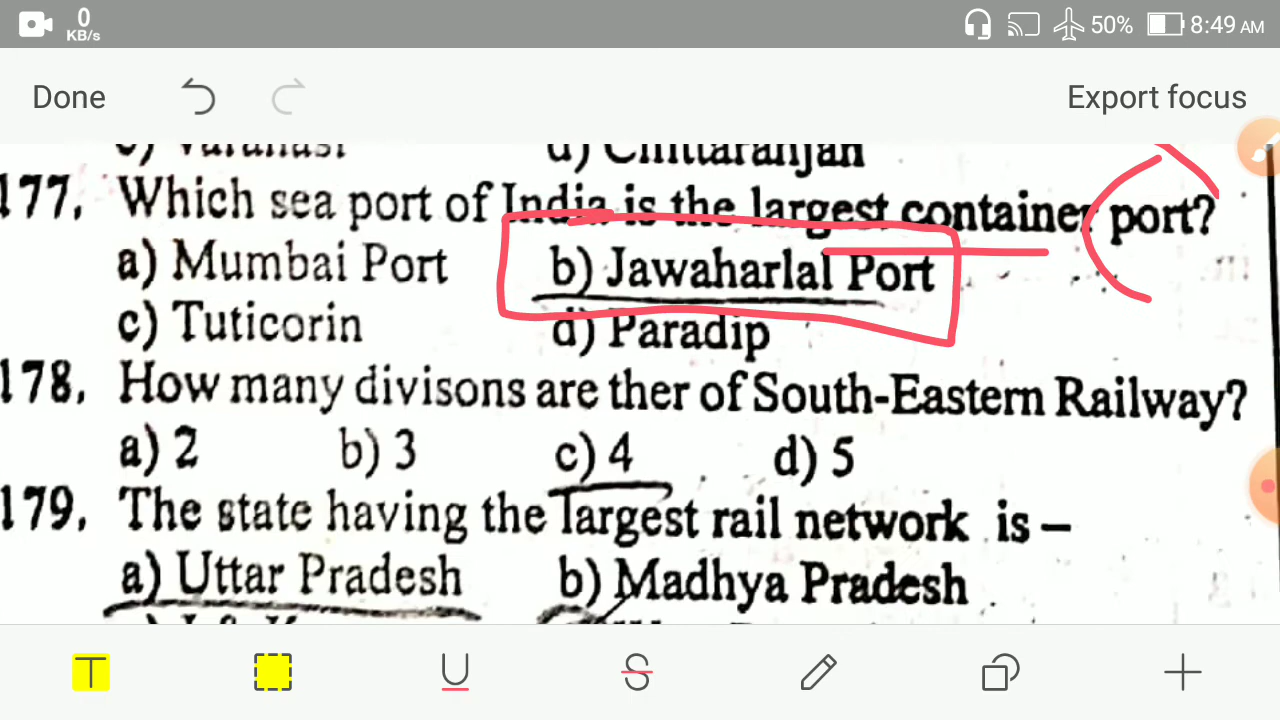 0
KB/s
50% 8:49 AM
Done
Export focus
c) Varanasi d) Chittaranjan
177. Which sea port of India is the largest container port?
a) Mumbai Port b) Jawaharlal Port
c) Tuticorin d) Paradip
178. How many divisons are ther of South-Eastern Railway?
a) 2 b) 3 c) 4 d) 5
179. The state having the largest rail network is –
a) Uttar Pradesh b) Madhya Pradesh
T U S